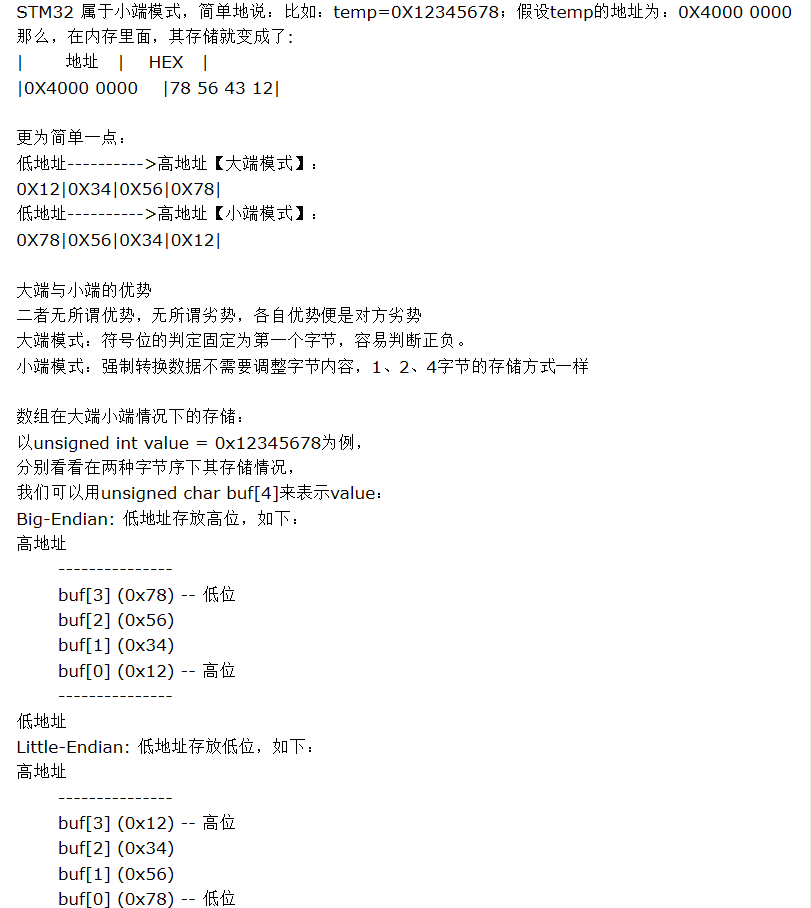 STM32 属于小端模式，简单地说：比如：temp=0X12345678；假设temp的地址为：0X4000 0000
那么，在内存里面，其存储就变成了：
|      地址   |   HEX   |
|0X4000 0000    |78 56 43 12|
更为简单一点：
低地址---------->高地址【大端模式】：
0X12|0X34|0X56|0X78|
低地址---------->高地址【小端模式】：
0X78|0X56|0X34|0X12|
大端与小端的优势
二者无所谓优势，无所谓劣势，各自优势便是对方劣势
大端模式：符号位的判定固定为第一个字节，容易判断正负。
小端模式：强制转换数据不需要调整字节内容，1、2、4字节的存储方式一样
数组在大端小端情况下的存储：
以unsigned int value = 0x12345678为例，
分别看看在两种字节序下其存储情况，
我们可以用unsigned char buf[4]来表示value：
Big-Endian: 低地址存放高位，如下：
高地址
---------------
buf[3] (0x78) -- 低位
buf[2] (0x56)
buf[1] (0x34)
buf[0] (0x12) -- 高位
---------------
低地址
Little-Endian: 低地址存放低位，如下：
高地址
---------------
buf[3] (0x12) -- 高位
buf[2] (0x34)
buf[1] (0x56)
buf[0] (0x78) -- 低位